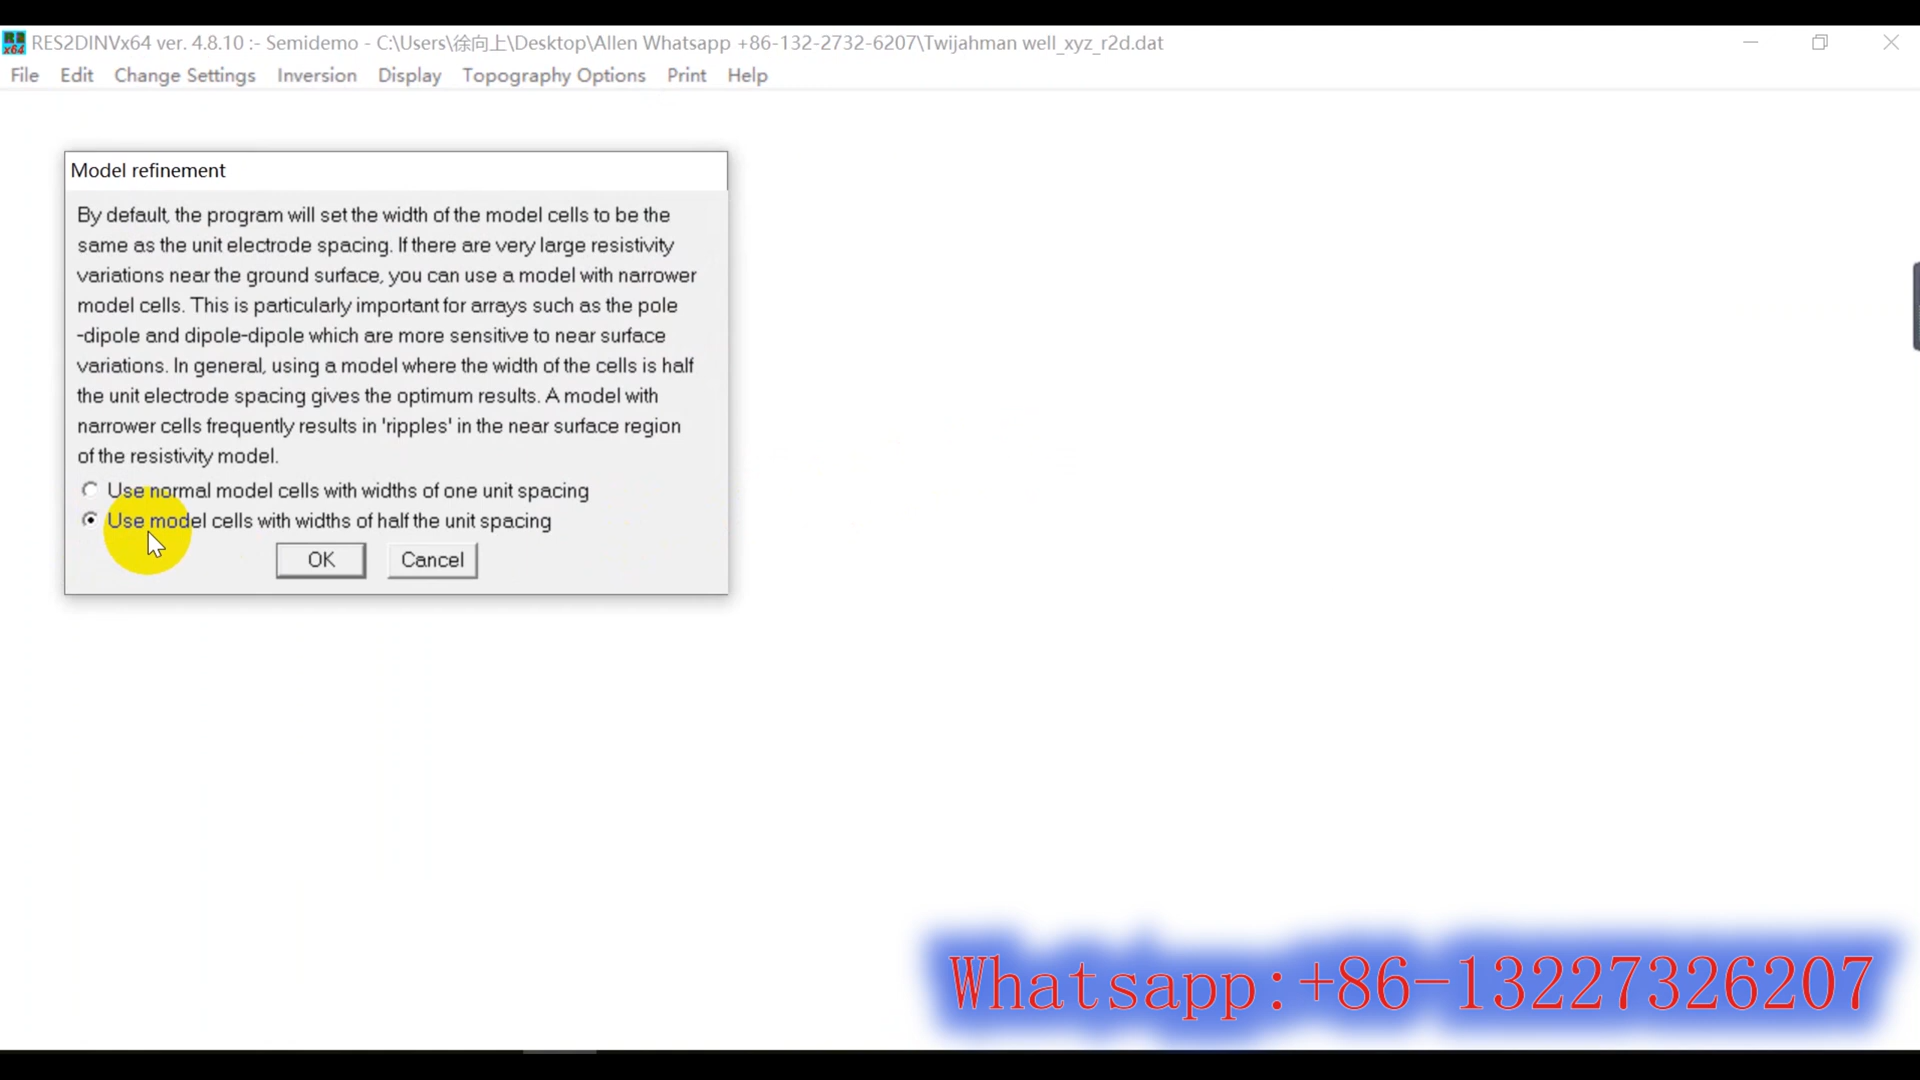 RES2DINVx64 ver. 4.8.10 :- Semidemo - C:\Users\徐向上\Desktop\Allen Whatsapp +86-132-2732-6207\Twijahman well_xyz_r2d.dat
File Edit Change Settings Inversion Display Topography Options Print Help
Model refinement
By default, the program will set the width of the model cells to be the
same as the unit electrode spacing. If there are very large resistivity
variations near the ground surface, you can use a model with narrower
model cells. This is particularly important for arrays such as the pole
-dipole and dipole-dipole which are more sensitive to near surface
variations. In general, using a model where the width of the cells is half
the unit electrode spacing gives the optimum results. A model with
narrower cells frequently results in 'ripples' in the near surface region
of the resistivity model.
Use normal model cells with widths of one unit spacing
Use model cells with widths of half the unit spacing
OK Cancel
Whatsapp:+86-13227326207